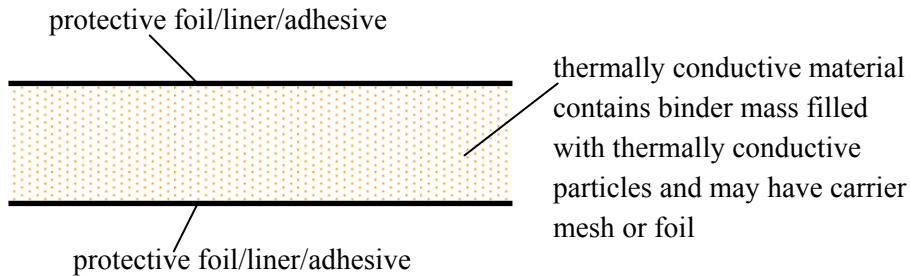 protective foil/liner/adhesive
thermally conductive material
contains binder mass filled
with thermally conductive
particles and may have carrier
mesh or foil
protective foil/liner/adhesive